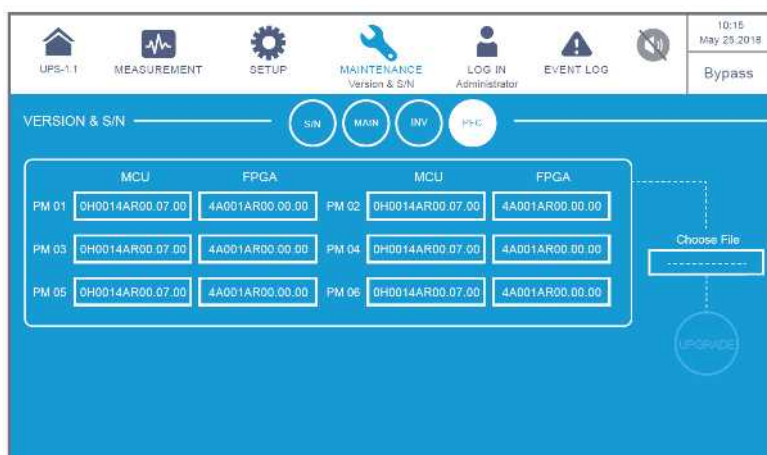 10:15
May 25,2018
UPS-1.1 MEASUREMENT SETUP MAINTENANCE LOG IN EVENT LOG
Version & S/N Administrator
Bypass
VERSION & S/N S/N MAIN INV PFC
MCU FPGA MCU FPGA
PM 01 0H0014AR00.07.00 4A001AR00.00.00 PM 02 0H0014AR00.07.00 4A001AR00.00.00
Choose File
PM 03 0H0014AR00.07.00 4A001AR00.00.00 PM 04 0H0014AR00.07.00 4A001AR00.00.00
PM 05 0H0014AR00.07.00 4A001AR00.00.00 PM 06 0H0014AR00.07.00 4A001AR00.00.00
UPGRADE